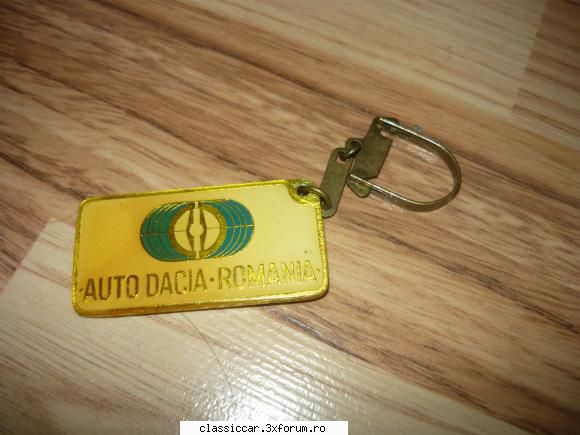 ·AUTO DACIA·ROMANIA·
classiccar.3xforum.ro